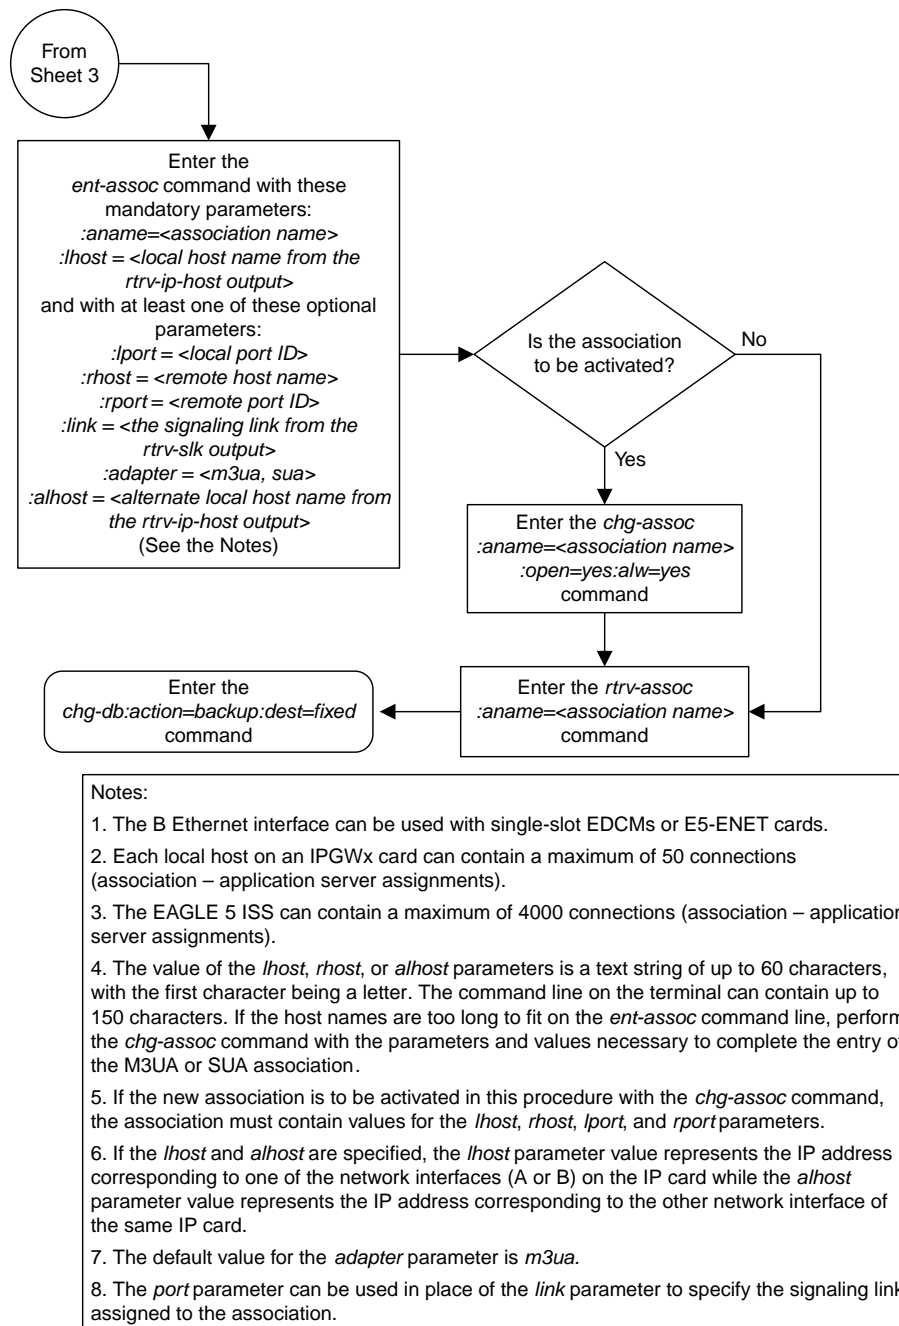 From
Sheet 3
Enter the
ent-assoc command with these
mandatory parameters:
:aname=<association name>
:lhost = <local host name from the
rtrv-ip-host output>
and with at least one of these optional
parameters:
:lport = <local port ID>
:rhost = <remote host name>
:rport = <remote port ID>
:link = <the signaling link from the
rtrv-slk output>
:adapter = <m3ua, sua>
:alhost = <alternate local host name from
the rtrv-ip-host output>
(See the Notes)
Is the association
to be activated?
No
Yes
Enter the chg-assoc
:aname=<association name>
:open=yes:alw=yes
command
Enter the rtrv-assoc
:aname=<association name>
command
Enter the
chg-db:action=backup:dest=fixed
command
Notes:
1. The B Ethernet interface can be used with single-slot EDCMs or E5-ENET cards.
2. Each local host on an IPGWx card can contain a maximum of 50 connections
(association – application server assignments).
3. The EAGLE 5 ISS can contain a maximum of 4000 connections (association – application
server assignments).
4. The value of the lhost, rhost, or alhost parameters is a text string of up to 60 characters,
with the first character being a letter. The command line on the terminal can contain up to
150 characters. If the host names are too long to fit on the ent-assoc command line, perform
the chg-assoc command with the parameters and values necessary to complete the entry of
the M3UA or SUA association.
5. If the new association is to be activated in this procedure with the chg-assoc command,
the association must contain values for the lhost, rhost, lport, and rport parameters.
6. If the lhost and alhost are specified, the lhost parameter value represents the IP address
corresponding to one of the network interfaces (A or B) on the IP card while the alhost
parameter value represents the IP address corresponding to the other network interface of
the same IP card.
7. The default value for the adapter parameter is m3ua.
8. The port parameter can be used in place of the link parameter to specify the signaling link
assigned to the association.